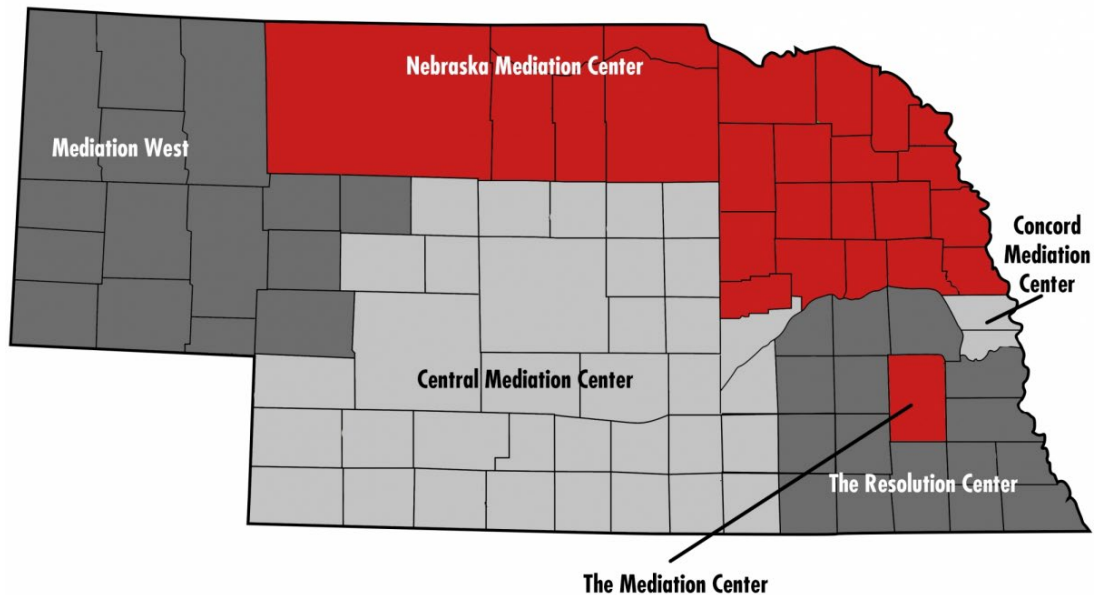 Nebraska Mediation Center
Mediation West
Concord
Mediation
Center
Central Mediation Center
The Resolution Center
The Mediation Center